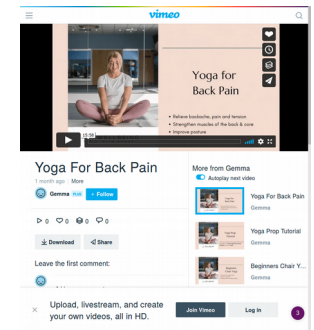 vimeo
Yoga for
Back Pain
• Relieve backache, pain and tension
• Strengthen muscles of the back & core
• Improve posture
15:56
Yoga For Back Pain
1 month ago | More
Gemma PLUS + Follow
0 0 0 0
Download Share
Leave the first comment:
More from Gemma
Autoplay next video
Yoga For Back Pain
Gemma
Yoga Prop Tutorial
Gemma
Beginners Chair Y...
Gemma
× Upload, livestream, and create
your own videos, all in HD.
Join Vimeo
Log in
3